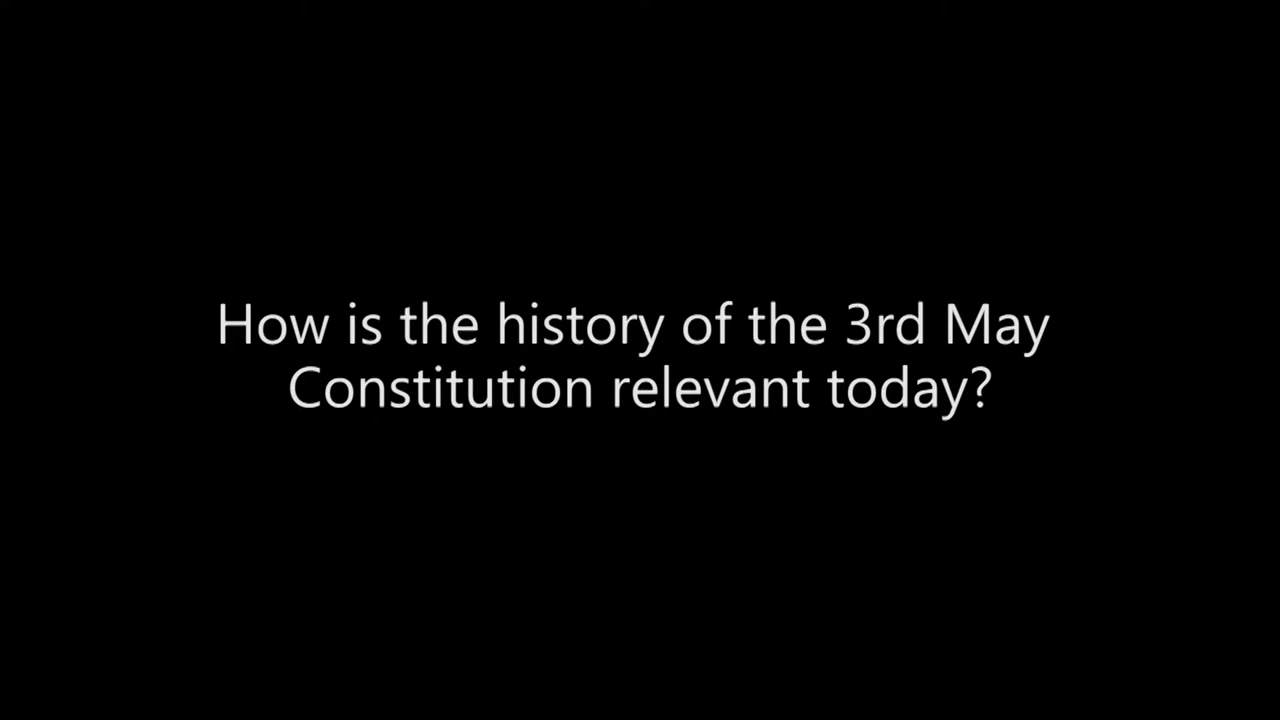 How is the history of the 3rd May
Constitution relevant today?